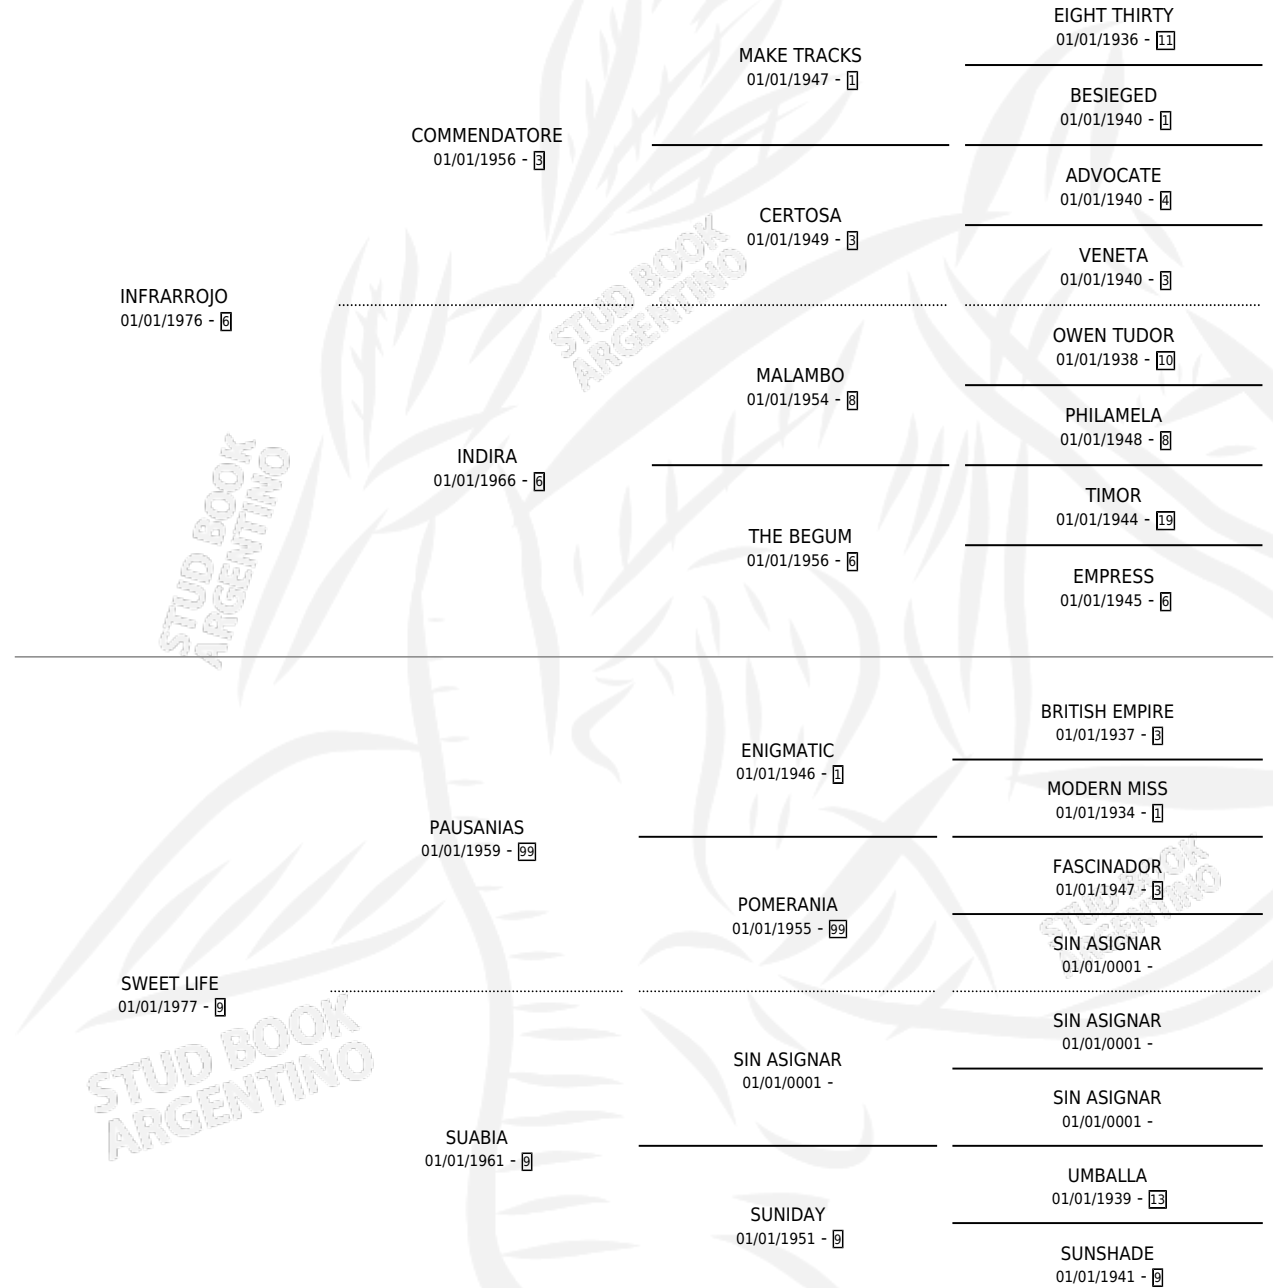 EIGHT THIRTY
01/01/1936 - 11
MAKE TRACKS
01/01/1947 - 1
BESIEGED
01/01/1940 - 1
COMMENDATORE
01/01/1956 - 3
ADVOCATE
01/01/1940 - 4
CERTOSA
01/01/1949 - 3
VENETA
01/01/1940 - 3
INFRARROJO
01/01/1976 - 6
OWEN TUDOR
01/01/1938 - 10
MALAMBO
01/01/1954 - 8
PHILAMELA
01/01/1948 - 8
INDIRA
01/01/1966 - 6
TIMOR
01/01/1944 - 19
THE BEGUM
01/01/1956 - 6
EMPRESS
01/01/1945 - 6
BRITISH EMPIRE
01/01/1937 - 3
ENIGMATIC
01/01/1946 - 1
MODERN MISS
01/01/1934 - 1
PAUSANIAS
01/01/1959 - 99
FASCINADOR
01/01/1947 - 3
POMERANIA
01/01/1955 - 99
SIN ASIGNAR
01/01/0001 -
SWEET LIFE
01/01/1977 - 9
SIN ASIGNAR
01/01/0001 -
SIN ASIGNAR
01/01/0001 -
SIN ASIGNAR
01/01/0001 -
SUABIA
01/01/1961 - 9
UMBALLA
01/01/1939 - 13
SUNIDAY
01/01/1951 - 9
SUNSHADE
01/01/1941 - 9
STUD BOOK
ARGENTINO
STUD BOOK
ARGENTINO
STUD BOOK
ARGENTINO
STUD BOOK
ARGENTINO